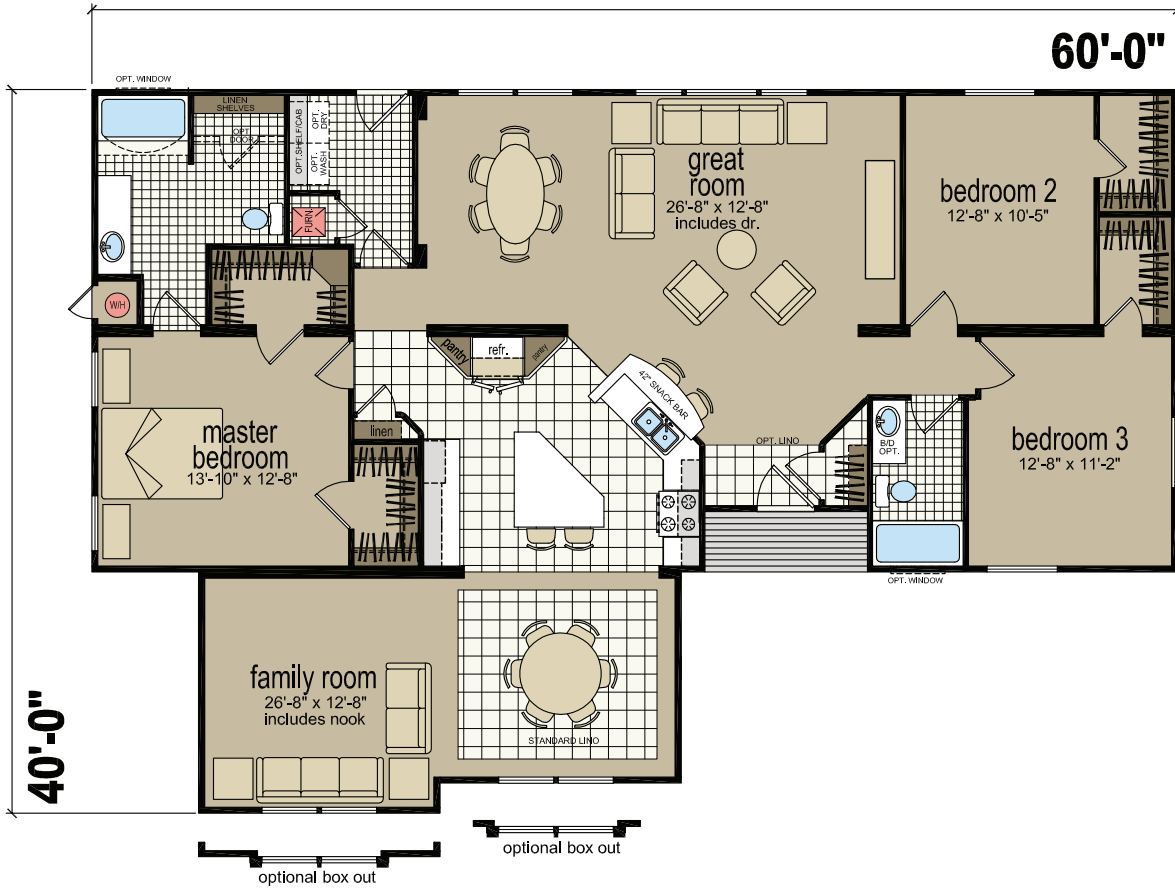 60'-0"
OPT. WINDOW
LINEN
SHELVES
OPT.
DOOR
OPT.SHELF/CAB
OPT.
DRY
OPT.
WASH
FURN.
great
room
26'-8" x 12'-8"
includes dr.
bedroom 2
12'-8" x 10'-5"
W/H
pantry
refr.
pantry
42" SNACK BAR
master
bedroom
13'-10" x 12'-8"
linen
OPT. LINO
B/D
OPT.
bedroom 3
12'-8" x 11'-2"
OPT. WINDOW
family room
26'-8" x 12'-8"
includes nook
STANDARD LINO
40'-0"
optional box out
optional box out